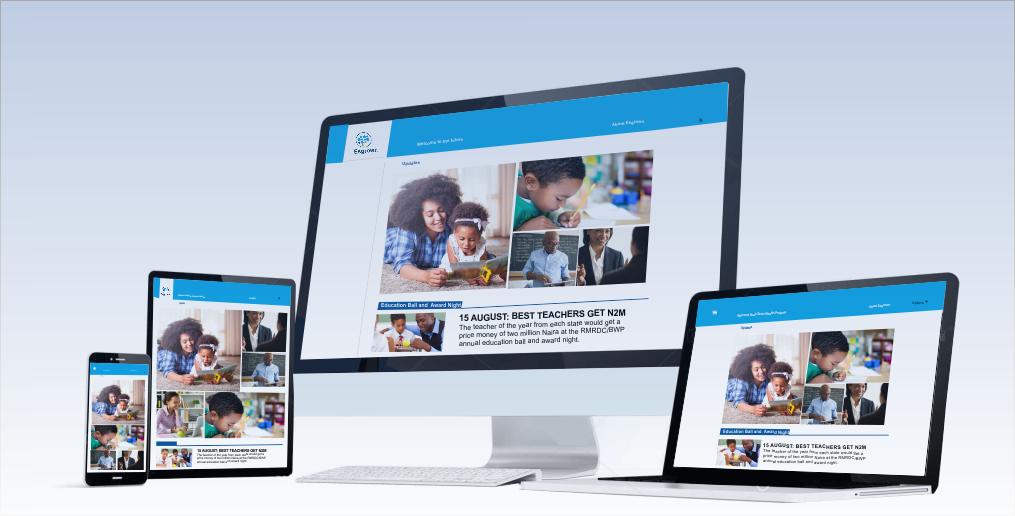 Engrowr.
Welcome to our future
About Engrowr
Updates
Education Ball and Award Night
15 AUGUST: BEST TEACHERS GET N2M
The teacher of the year from each state would get a
price money of two million Naira at the RMRDC/BWP
annual education ball and award night.
15 AUGUST: BEST TEACHERS GET N2M
The teacher of the year from each state would get a
price money of two million Naira at the RMRDC/BWP
annual education ball and award night.
Education Ball and Award Night
15 AUGUST: BEST TEACHERS GET N2M
The teacher of the year from each state would get a
price money of two million Naira at the RMRDC/BWP
annual education ball and award night.